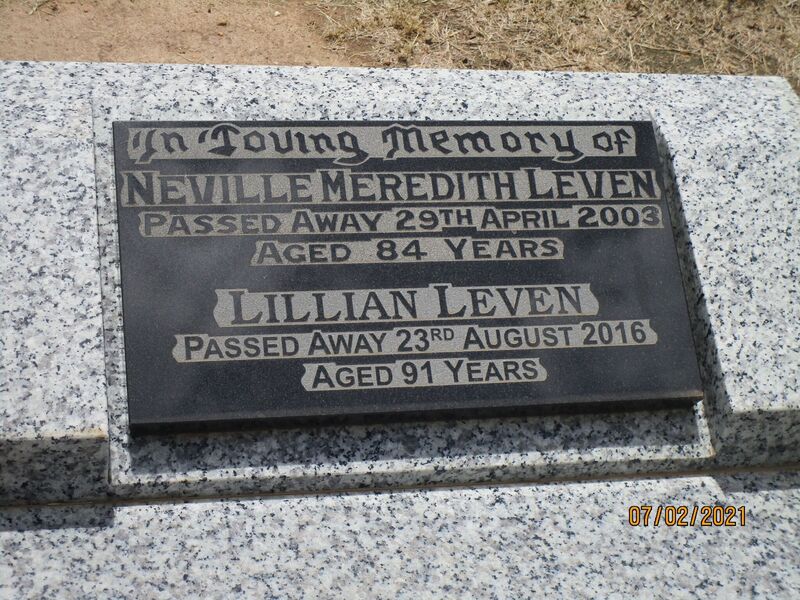 In Loving Memory of
NEVILLE MEREDITH LEVEN
PASSED AWAY 29TH APRIL 2003
AGED 84 YEARS
LILLIAN LEVEN
PASSED AWAY 23RD AUGUST 2016
AGED 91 YEARS
07/02/2021